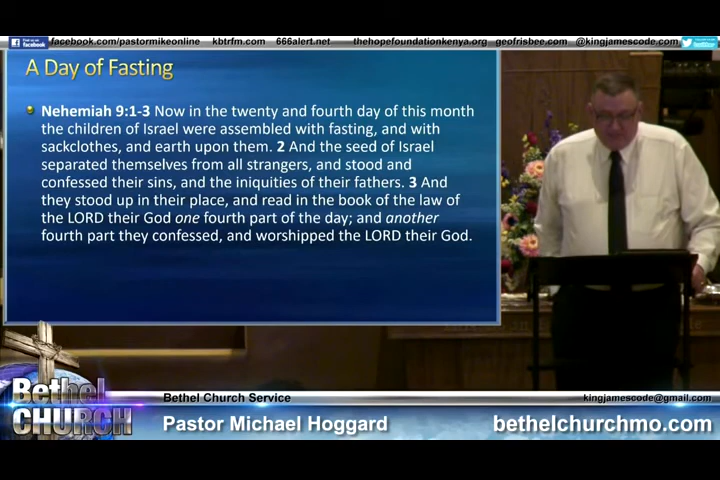 facebook.com/pastormikeonline kbtrfm.com 666alert.net thehopefoundationkenya.org geofrisbee.com @kingjamescode.com
A Day of Fasting
Nehemiah 9:1-3 Now in the twenty and fourth day of this month
the children of Israel were assembled with fasting, and with
sackclothes, and earth upon them. 2 And the seed of Israel
separated themselves from all strangers, and stood and
confessed their sins, and the iniquities of their fathers. 3 And
they stood up in their place, and read in the book of the law of
the LORD their God one fourth part of the day; and another
fourth part they confessed, and worshipped the LORD their God.
Bethel
CHURCH
Bethel Church Service
kingjamescode@gmail.com
Pastor Michael Hoggard
bethelchurchmo.com